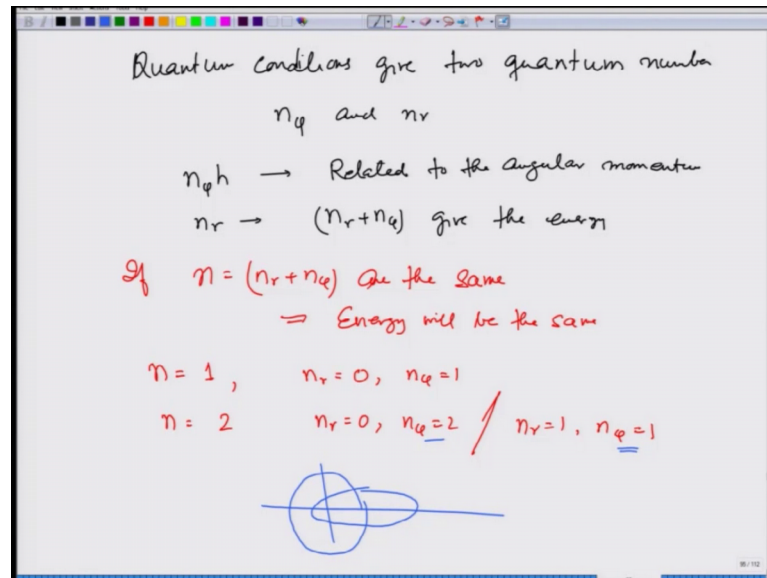 Quantum conditions give two quantum number
nφ and nr
nφh → Related to the angular momentum
nr → (nr+nφ) give the energy
If n = (nr+nφ) are the same
⇒ Energy will be the same
n = 1, nr = 0, nφ = 1
n = 2 nr = 0, nφ = 2 / nr = 1, nφ = 1